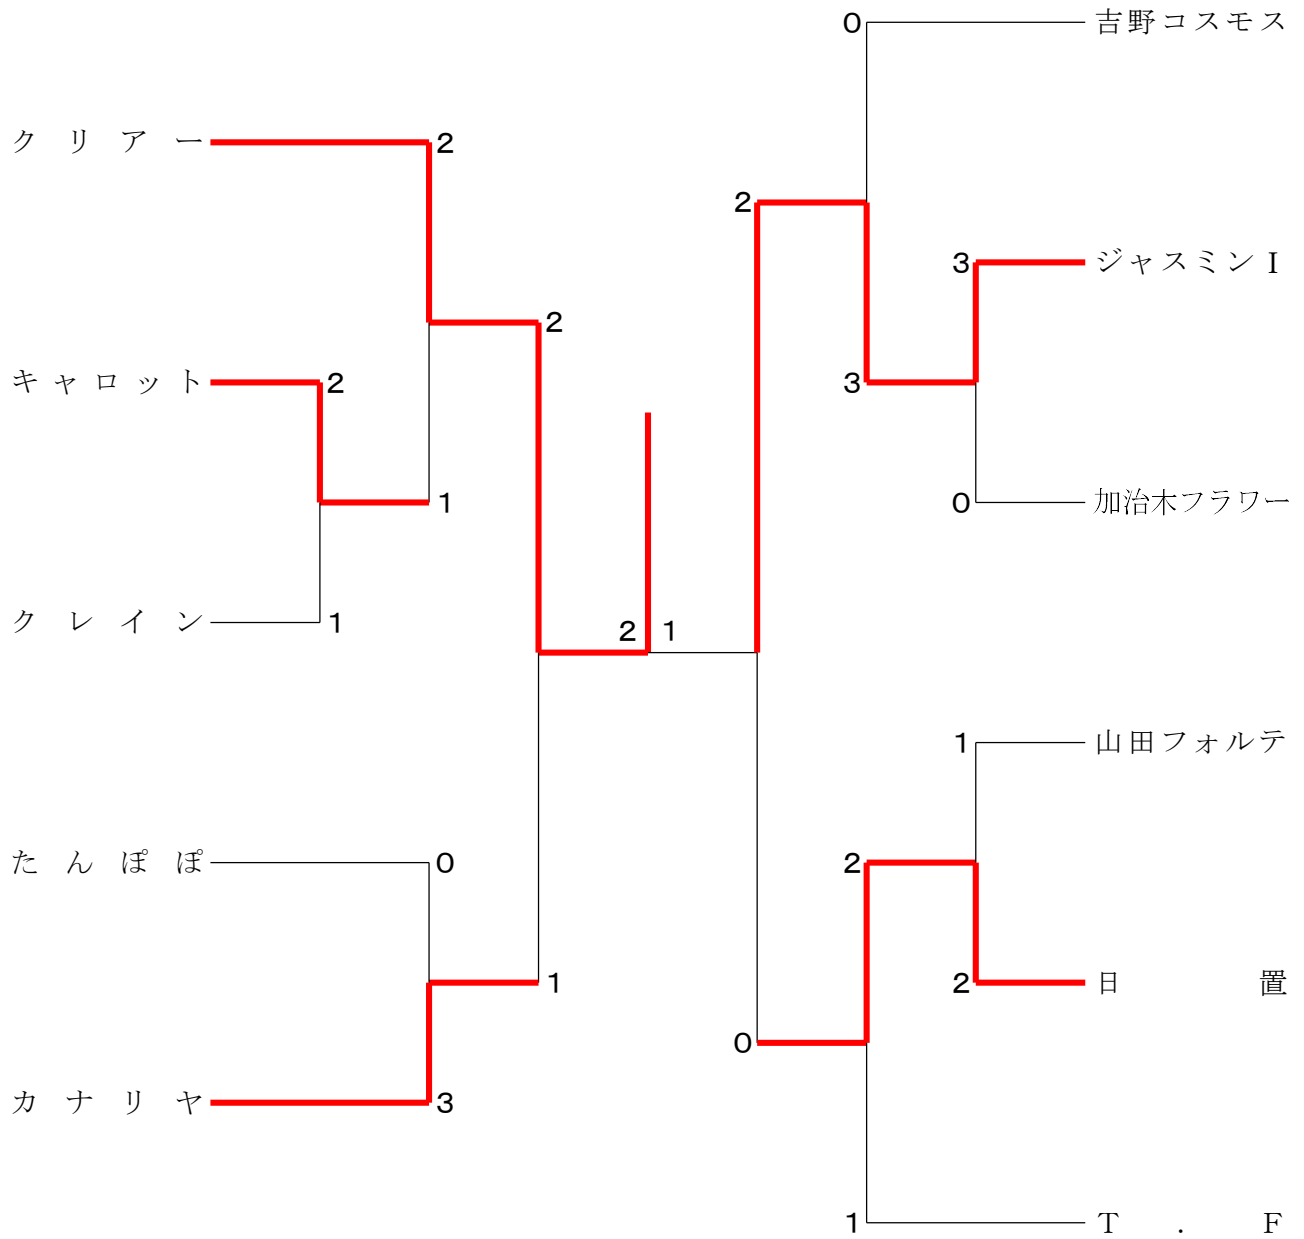 0 吉野コスモス
クリアー 2
2
3 ジャスミンⅠ
2
キャロット 2
3
1
0 加治木フラワー
クレイン 1
2 1
1 山田フォルテ
たんぽぽ 0
2
1
2 日置
0
カナリヤ 3
1 Ｔ．Ｆ